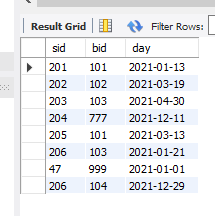 Result Grid Filter Rows:
sid bid day
201 101 2021-01-13
202 102 2021-03-19
203 103 2021-04-30
204 777 2021-12-11
205 101 2021-03-13
206 103 2021-01-21
47 999 2021-01-01
206 104 2021-12-29